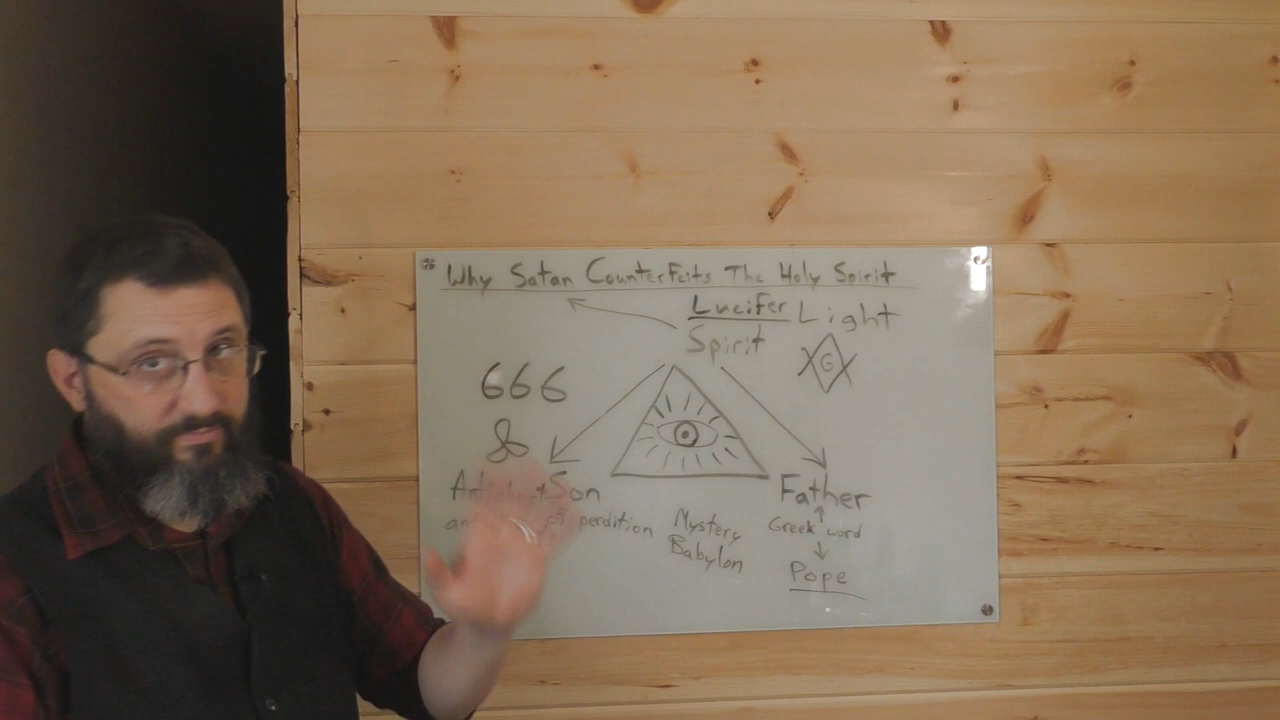 Why Satan Counterfeits The Holy Spirit
Lucifer Light
Spirit
G
666
&
Son
Father
perdition
Mystery
Babylon
Greek word
Pope